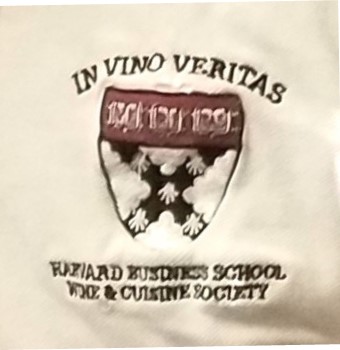 IN VINO VERITAS
HARVARD BUSINESS SCHOOL
WINE & CUISINE SOCIETY